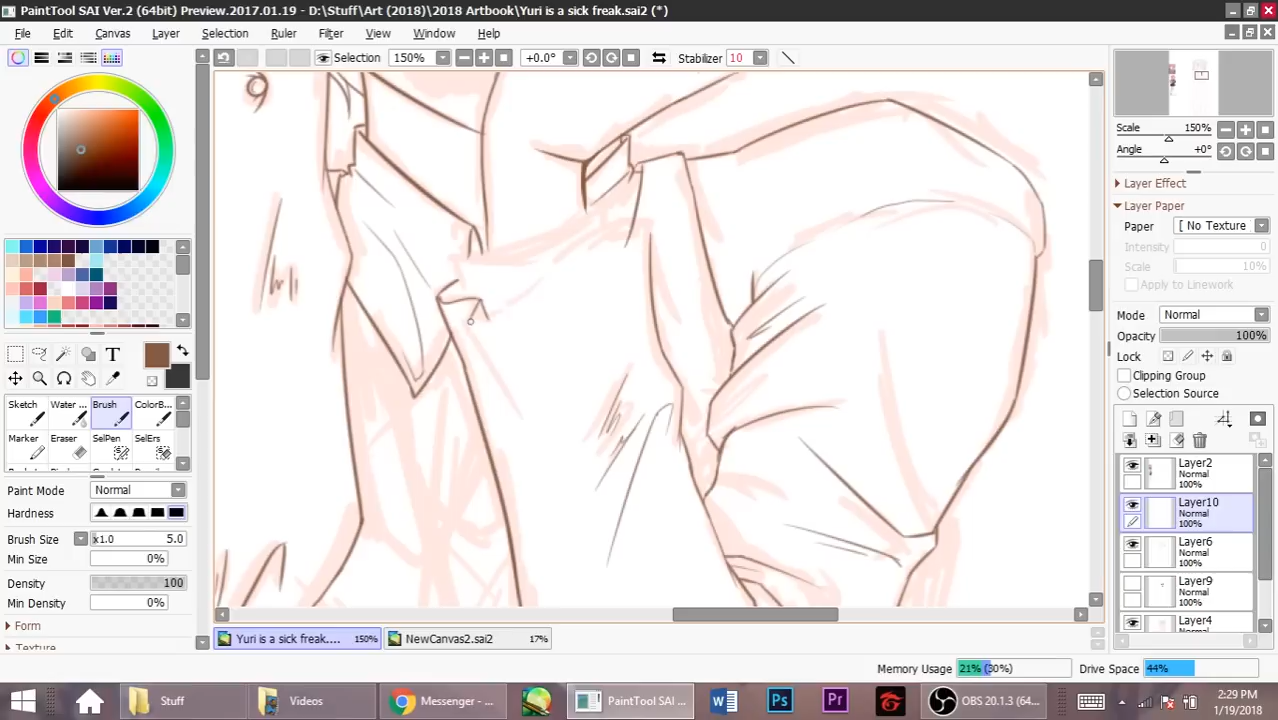 PaintTool SAI Ver.2 (64bit) Preview.2017.01.19 - D:\Stuff\Art (2018)\2018 Artbook\Yuri is a sick freak.sai2 (*)
File Edit Canvas Layer Selection Ruler Filter View Window Help
Selection 150% +0.0° Stabilizer 10
Scale 150%
Angle +0°
Layer Effect
Layer Paper
Paper [ No Texture
Intensity 0
Scale 10%
Apply to Linework
Mode Normal
Opacity 100%
Lock
Clipping Group
Selection Source
T
Sketch Water ... Brush ColorB...
Marker Eraser SelPen SelErs
Paint Mode Normal
Hardness
Brush Size x1.0 5.0
Min Size 0%
Density 100
Min Density 0%
Form
Texture
Layer2
Normal
100%
Layer10
Normal
100%
Layer6
Normal
100%
Layer9
Normal
100%
Layer4
Normal
Yuri is a sick freak.... 150% NewCanvas2.sai2 17%
Memory Usage 21% (30%) Drive Space 44%
Stuff Videos Messenger - ... PaintTool SAI ... Ps Pr OBS 20.1.3 (64...
2:29 PM
1/19/2018